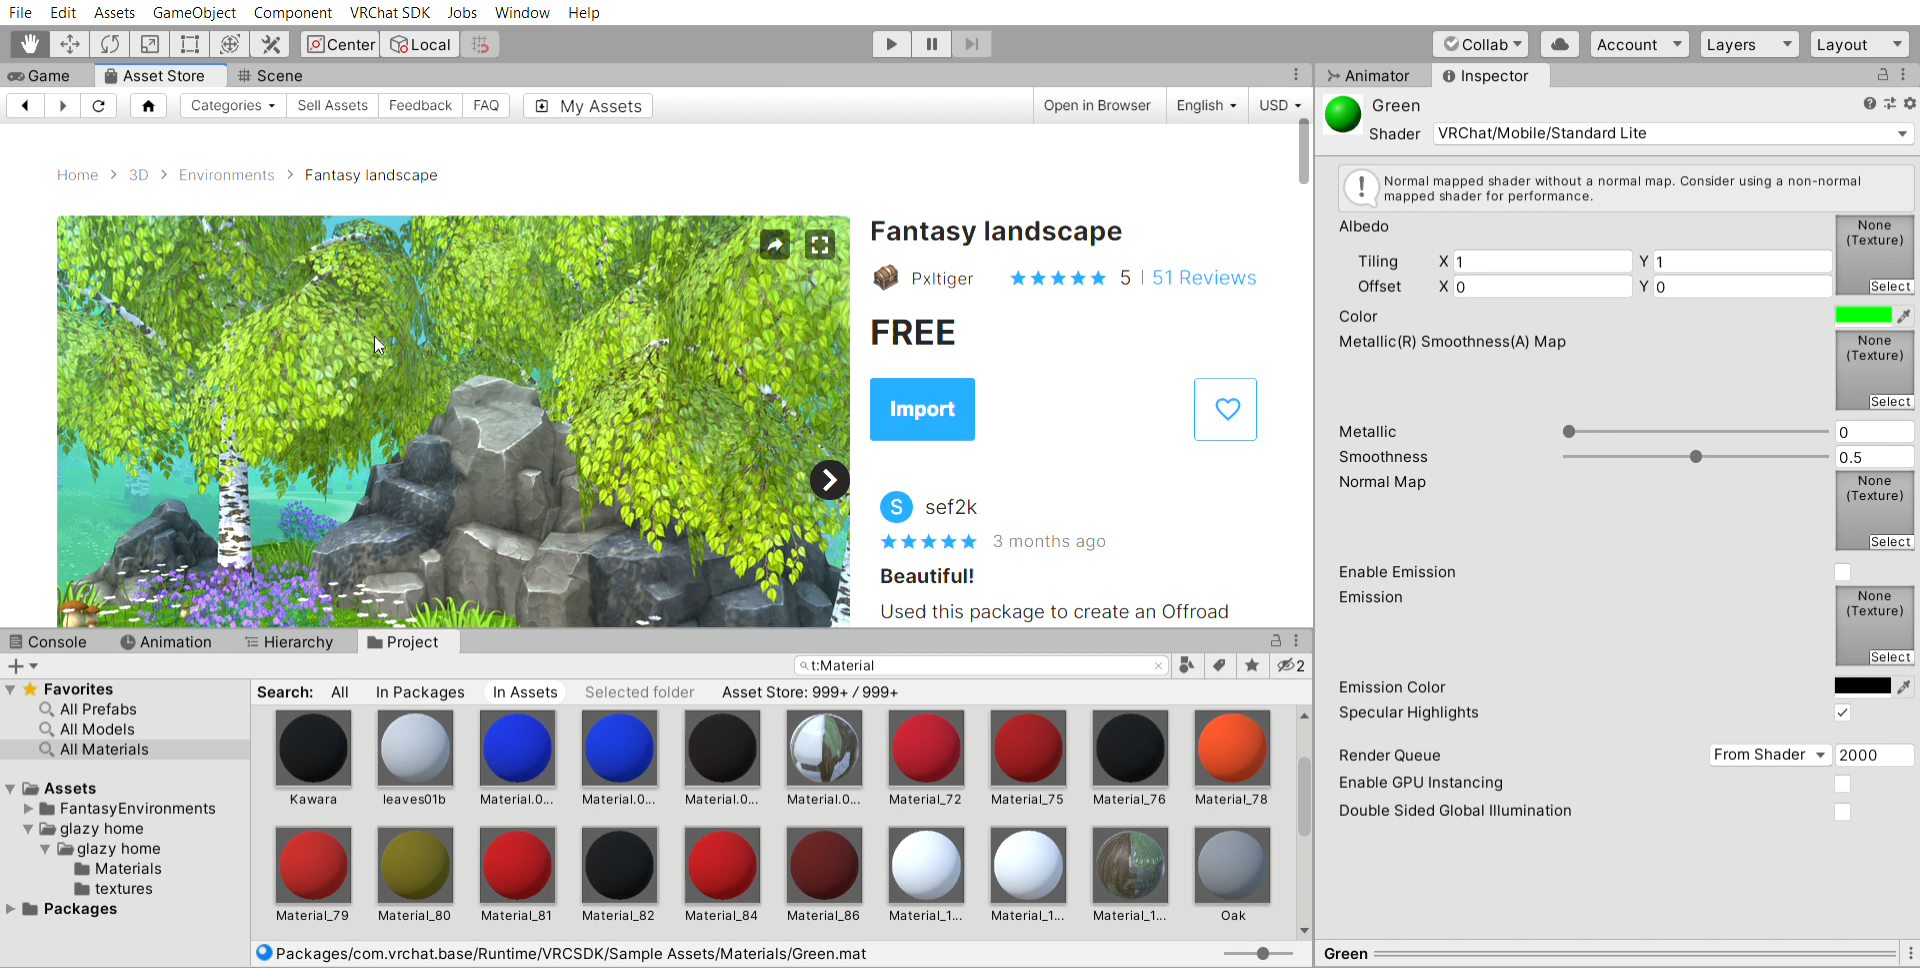 File Edit Assets GameObject Component VRChat SDK Jobs Window Help
Center Local Collab Account Layers Layout
Game Asset Store Scene
Categories Sell Assets Feedback FAQ My Assets Open in Browser English USD
Home > 3D > Environments > Fantasy landscape
Fantasy landscape
Pxltiger 5 | 51 Reviews
FREE
Import
S sef2k
3 months ago
Beautiful!
Used this package to create an Offroad
Console Animation Hierarchy Project
t:Material 2
Favorites
All Prefabs
All Models
All Materials
Assets
FantasyEnvironments
glazy home
glazy home
Materials
textures
Packages
Search: All In Packages In Assets Selected folder Asset Store: 999+ / 999+
Kawara leaves01b Material.0... Material.0... Material.0... Material.0... Material_72 Material_75 Material_76 Material_78
Material_79 Material_80 Material_81 Material_82 Material_84 Material_86 Material_1... Material_1... Material_1... Oak
Packages/com.vrchat.base/Runtime/VRCSDK/Sample Assets/Materials/Green.mat
Animator Inspector
Green
Shader VRChat/Mobile/Standard Lite
Normal mapped shader without a normal map. Consider using a non-normal
mapped shader for performance.
Albedo None (Texture) Select
Tiling X 1 Y 1
Offset X 0 Y 0
Color
Metallic(R) Smoothness(A) Map None (Texture) Select
Metallic 0
Smoothness 0.5
Normal Map None (Texture) Select
Enable Emission
Emission None (Texture) Select
Emission Color
Specular Highlights
Render Queue From Shader 2000
Enable GPU Instancing
Double Sided Global Illumination
Green